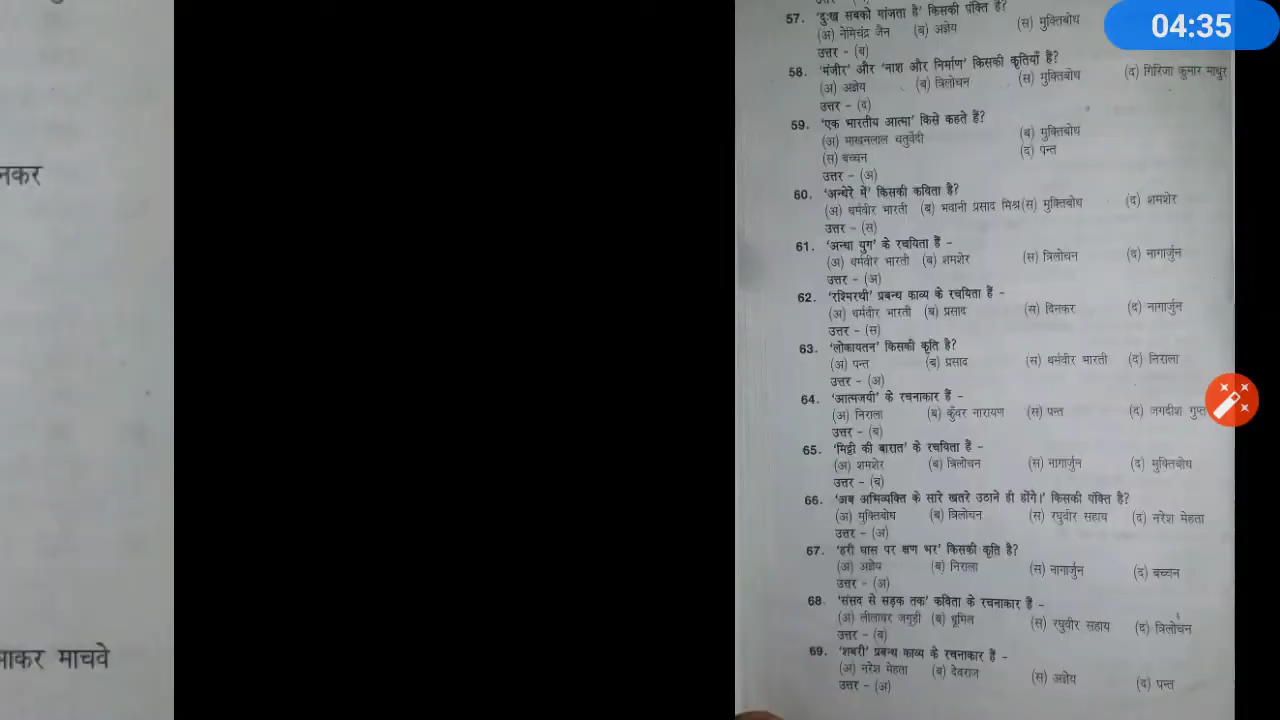 नकर
माकर माचवे
04:35
57. 'दुःख सबको मांजता है' किसकी पंक्ति है?
(अ) नेमिचंद्र जैन (ब) अज्ञेय (स) मुक्तिबोध
उत्तर – (ब)
58. 'मंजीर' और 'नाश और निर्माण' किसकी कृतियाँ हैं?
(अ) अज्ञेय (ब) त्रिलोचन (स) मुक्तिबोध (द) गिरिजा कुमार माथुर
उत्तर – (द)
59. 'एक भारतीय आत्मा' किसे कहते हैं?
(अ) माखनलाल चतुर्वेदी (ब) मुक्तिबोध
(स) बच्चन (द) पन्त
उत्तर – (अ)
60. 'अन्धेरे में' किसकी कविता है?
(अ) धर्मवीर भारती (ब) भवानी प्रसाद मिश्र (स) मुक्तिबोध (द) शमशेर
उत्तर – (स)
61. 'अन्धा युग' के रचयिता हैं –
(अ) धर्मवीर भारती (ब) शमशेर (स) त्रिलोचन (द) नागार्जुन
उत्तर – (अ)
62. 'रश्मिरथी' प्रबन्ध काव्य के रचयिता हैं –
(अ) धर्मवीर भारती (ब) प्रसाद (स) दिनकर (द) नागार्जुन
उत्तर – (स)
63. 'लोकायतन' किसकी कृति है?
(अ) पन्त (ब) प्रसाद (स) धर्मवीर भारती (द) निराला
उत्तर – (अ)
64. 'आत्मजयी' के रचनाकार हैं –
(अ) निराला (ब) कुँवर नारायण (स) पन्त (द) जगदीश गुप्त
उत्तर – (ब)
65. 'मिट्टी की बारात' के रचयिता हैं –
(अ) शमशेर (ब) त्रिलोचन (स) नागार्जुन (द) मुक्तिबोध
उत्तर – (ब)
66. 'अब अभिव्यक्ति के सारे खतरे उठाने ही होंगे।' किसकी पंक्ति है?
(अ) मुक्तिबोध (ब) त्रिलोचन (स) रघुवीर सहाय (द) नरेश मेहता
उत्तर – (अ)
67. 'हरी घास पर क्षण भर' किसकी कृति है?
(अ) अज्ञेय (ब) निराला (स) नागार्जुन (द) बच्चन
उत्तर – (अ)
68. 'संसद से सड़क तक' कविता के रचनाकार हैं –
(अ) लीलाधर जगूड़ी (ब) धूमिल (स) रघुवीर सहाय (द) त्रिलोचन
उत्तर – (ब)
69. 'शबरी' प्रबन्ध काव्य के रचनाकार हैं –
(अ) नरेश मेहता (ब) देवराज (स) अज्ञेय (द) पन्त
उत्तर – (अ)